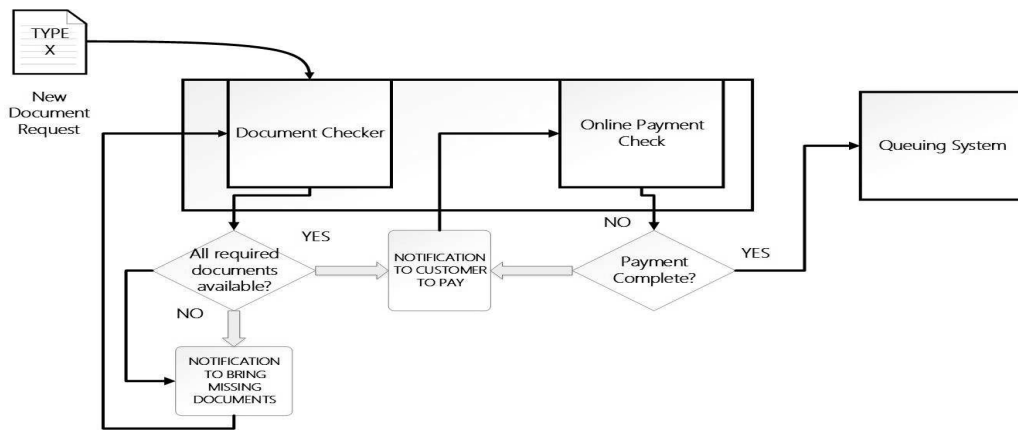 TYPE
X
New
Document
Request
Document Checker
Online Payment
Check
Queuing System
All required
documents
available?
YES
NO
NOTIFICATION
TO CUSTOMER
TO PAY
NO
Payment
Complete?
YES
NOTIFICATION
TO BRING
MISSING
DOCUMENTS